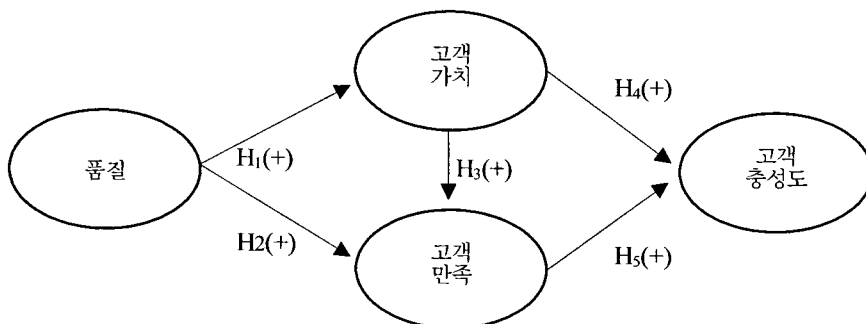 고객
가치
H₄(+)
품질
H₁(+)
H₃(+)
고객
충성도
H2(+)
고객
만족
H₅(+)